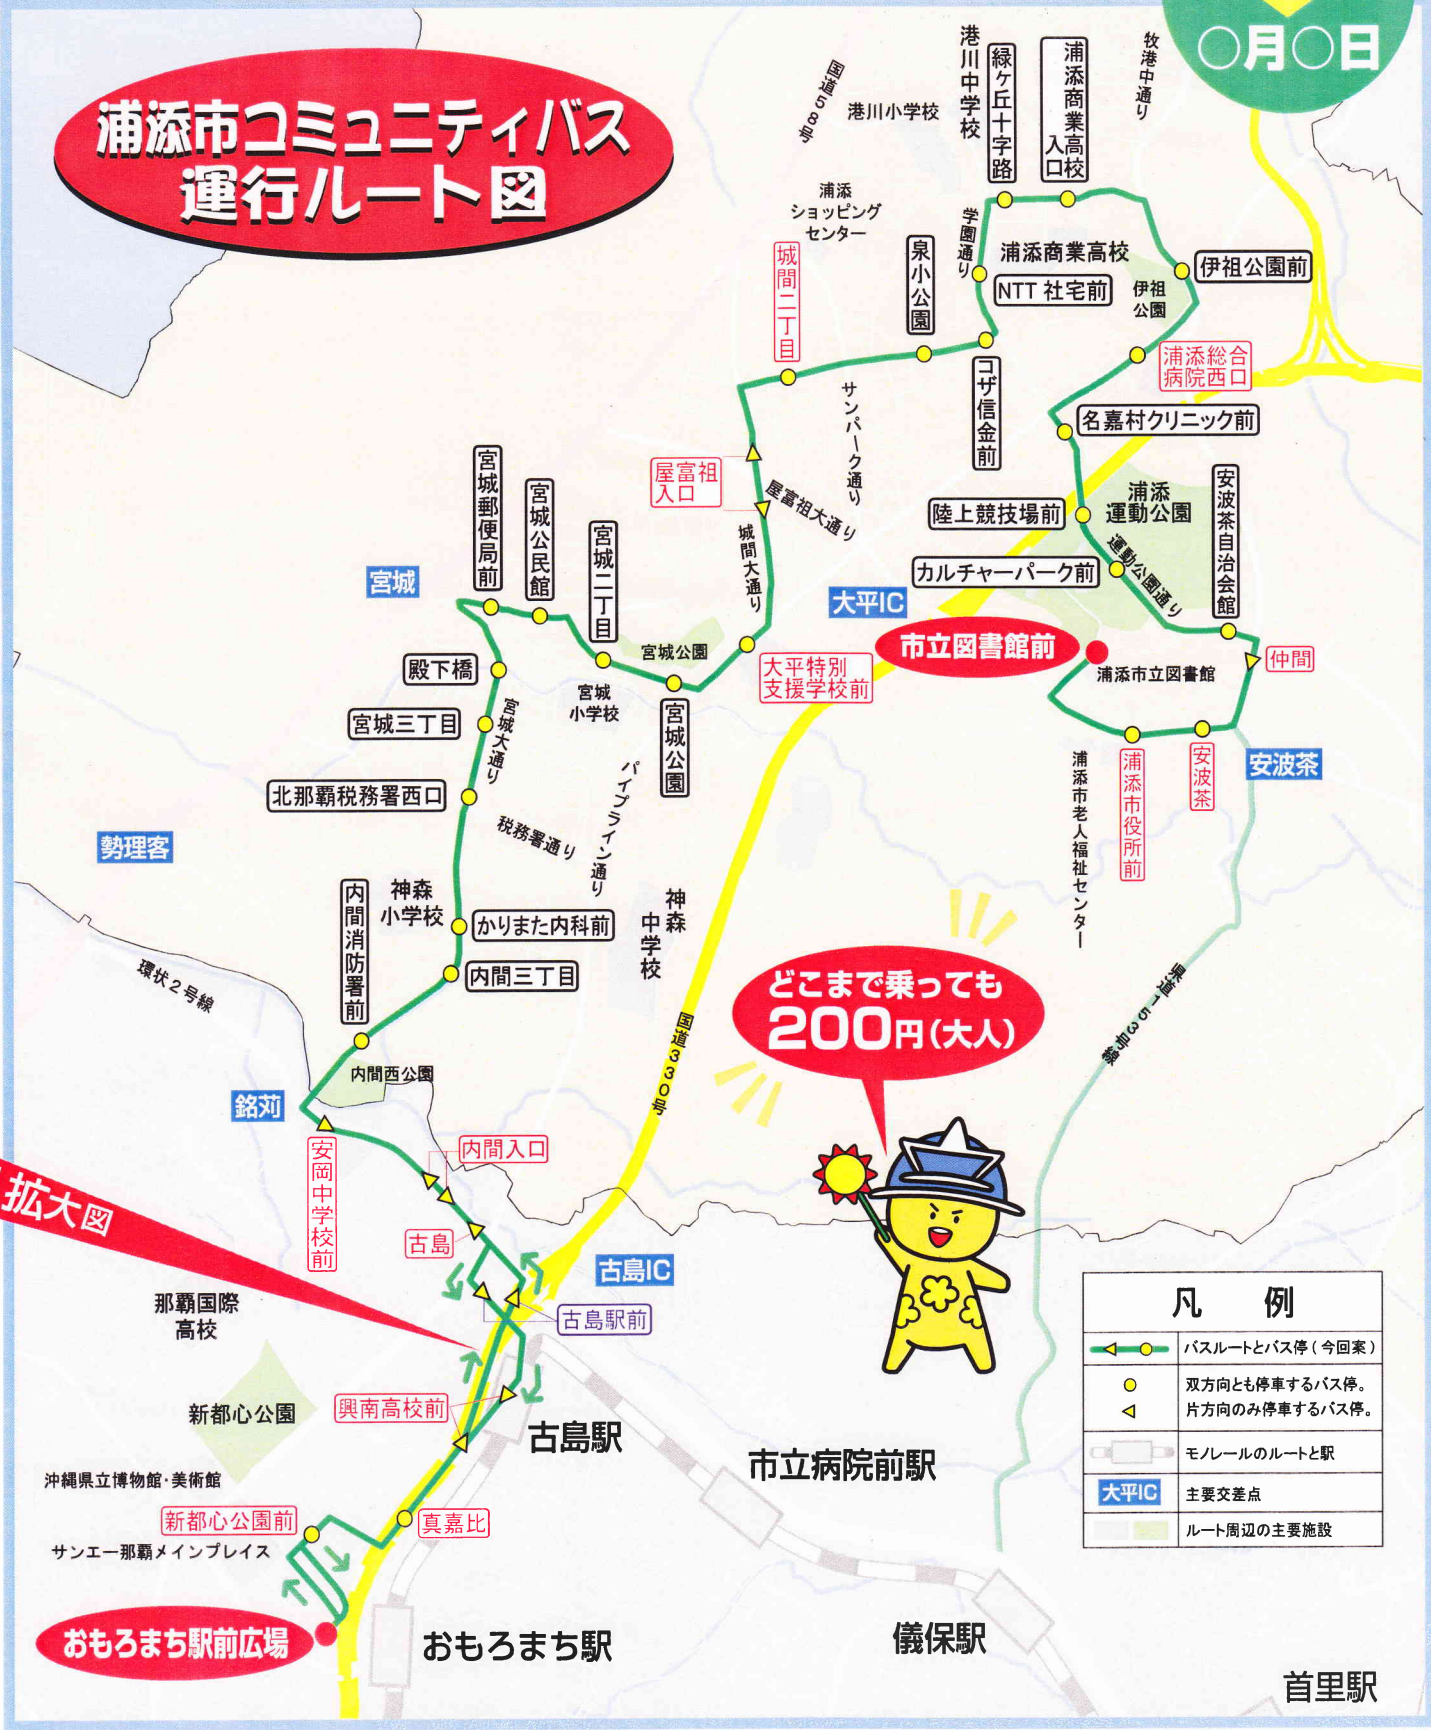 浦添市コミュニティバス
運行ルート図
○月○日
国道58号
港川小学校
港川中学校
緑ヶ丘十字路
浦添商業高校
入口
牧港中通り
浦添
ショッピング
センター
城間二丁目
泉小公園
学園通り
浦添商業高校
NTT 社宅前
伊祖
公園
伊祖公園前
コザ信金前
浦添総合
病院西口
名嘉村クリニック前
サンパーク通り
屋富祖
入口
屋富祖大通り
城間大通り
陸上競技場前
浦添
運動公園
運動公園通り
安波茶自治会館
カルチャーパーク前
大平IC
市立図書館前
浦添市立図書館
仲間
宮城郵便局前
宮城公民館
宮城二丁目
宮城
殿下橋
宮城公園
大平特別
支援学校前
宮城
小学校
宮城公園
宮城三丁目
宮城大通り
北那覇税務署西口
税務署通り
パイプライン通り
浦添市老人福祉センター
浦添市役所前
安波茶
安波茶
勢理客
内間消防署前
神森
小学校
かりまた内科前
神森
中学校
内間三丁目
環状2号線
国道330号
県道153号線
どこまで乗っても
200円(大人)
内間西公園
銘苅
安岡中学校前
内間入口
古島
拡大図
古島IC
古島駅前
那覇国際
高校
新都心公園
興南高校前
古島駅
市立病院前駅
沖縄県立博物館・美術館
新都心公園前
真嘉比
サンエー那覇メインプレイス
おもろまち駅前広場
おもろまち駅
儀保駅
首里駅
凡 例
バスルートとバス停(今回案)
双方向とも停車するバス停。
片方向のみ停車するバス停。
モノレールのルートと駅
大平IC
主要交差点
ルート周辺の主要施設